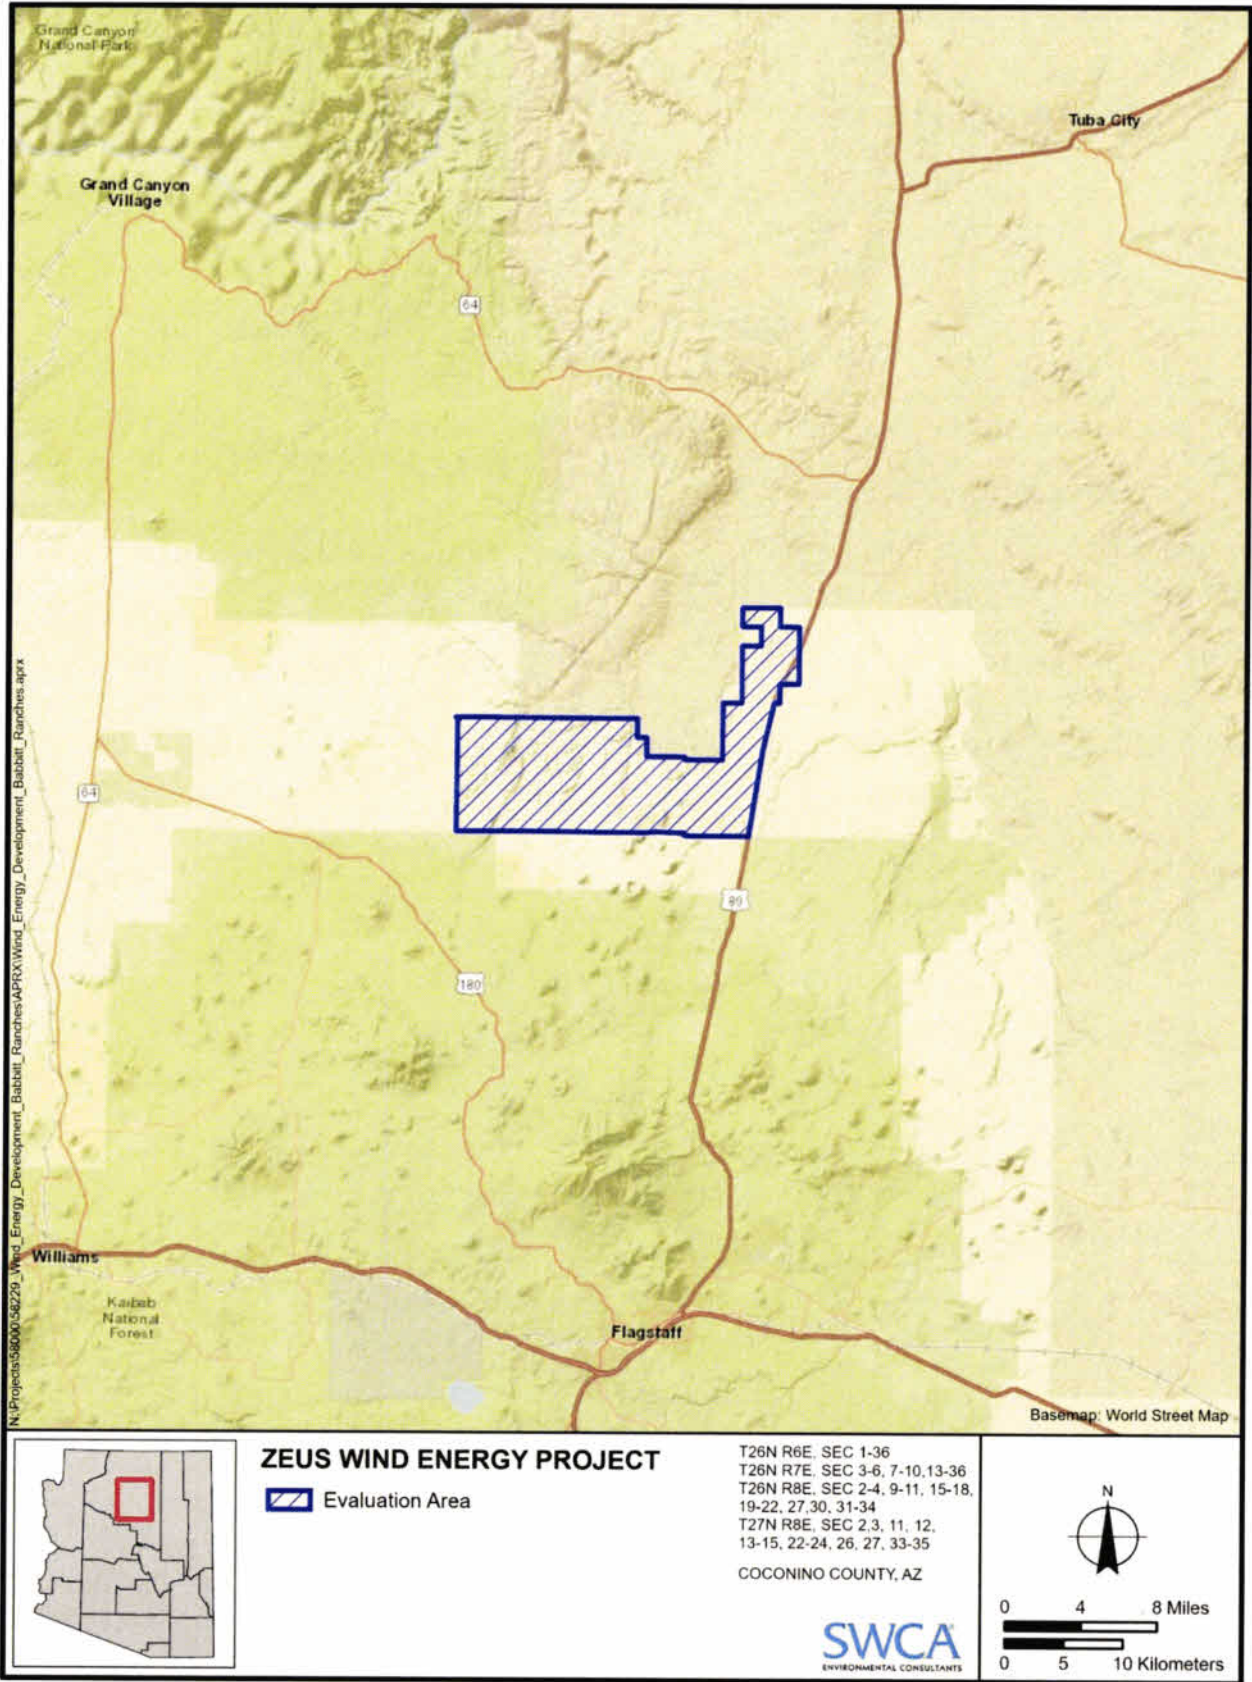 Grand Canyon
National Park
Tuba City
Grand Canyon
Village
64
64
89
180
Williams
Kaibab
National
Forest
Flagstaff
Basemap: World Street Map
N:\Projects\58000\58229_Wind_Energy_Development_Babbitt_Ranches\APRX\Wind_Energy_Development_Babbitt_Ranches.aprx
ZEUS WIND ENERGY PROJECT
Evaluation Area
T26N R6E, SEC 1-36
T26N R7E, SEC 3-6, 7-10,13-36
T26N R8E, SEC 2-4, 9-11, 15-18,
19-22, 27,30, 31-34
T27N R8E, SEC 2,3, 11, 12,
13-15, 22-24, 26, 27, 33-35
COCONINO COUNTY, AZ
SWCA
ENVIRONMENTAL CONSULTANTS
N
0 4 8 Miles
0 5 10 Kilometers